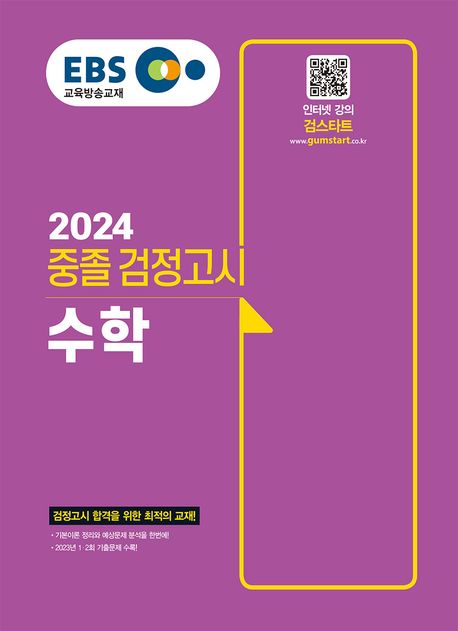 EBS
교육방송교재
인터넷 강의
검스타트
www.gumstart.co.kr
2024
중졸 검정고시
수학
검정고시 합격을 위한 최적의 교재!
· 기본이론 정리와 예상문제 분석을 한번에!
· 2023년 1·2회 기출문제 수록!